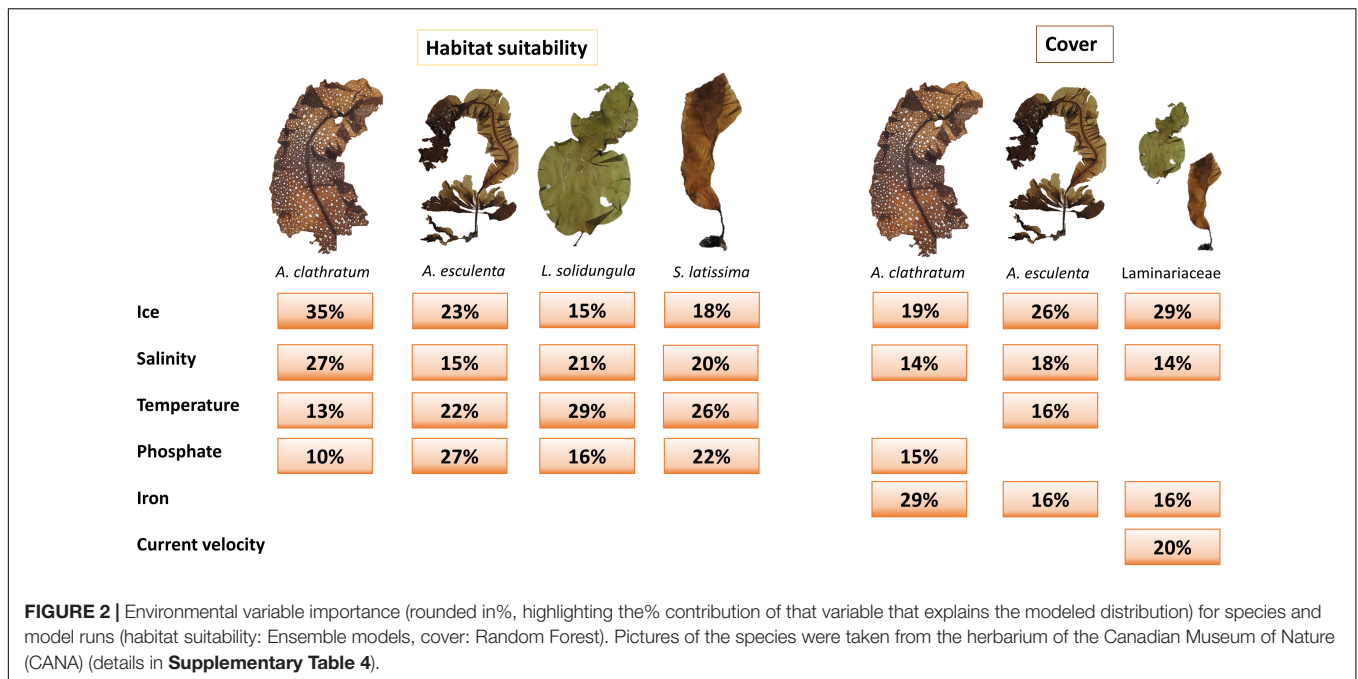 Habitat suitability
Cover
A. clathratum A. esculenta L. solidungula S. latissima A. clathratum A. esculenta Laminariaceae
Ice 35% 23% 15% 18% 19% 26% 29%
Salinity 27% 15% 21% 20% 14% 18% 14%
Temperature 13% 22% 29% 26% 16%
Phosphate 10% 27% 16% 22% 15%
Iron 29% 16% 16%
Current velocity 20%
FIGURE 2 | Environmental variable importance (rounded in%, highlighting the% contribution of that variable that explains the modeled distribution) for species and
model runs (habitat suitability: Ensemble models, cover: Random Forest). Pictures of the species were taken from the herbarium of the Canadian Museum of Nature
(CANA) (details in Supplementary Table 4).